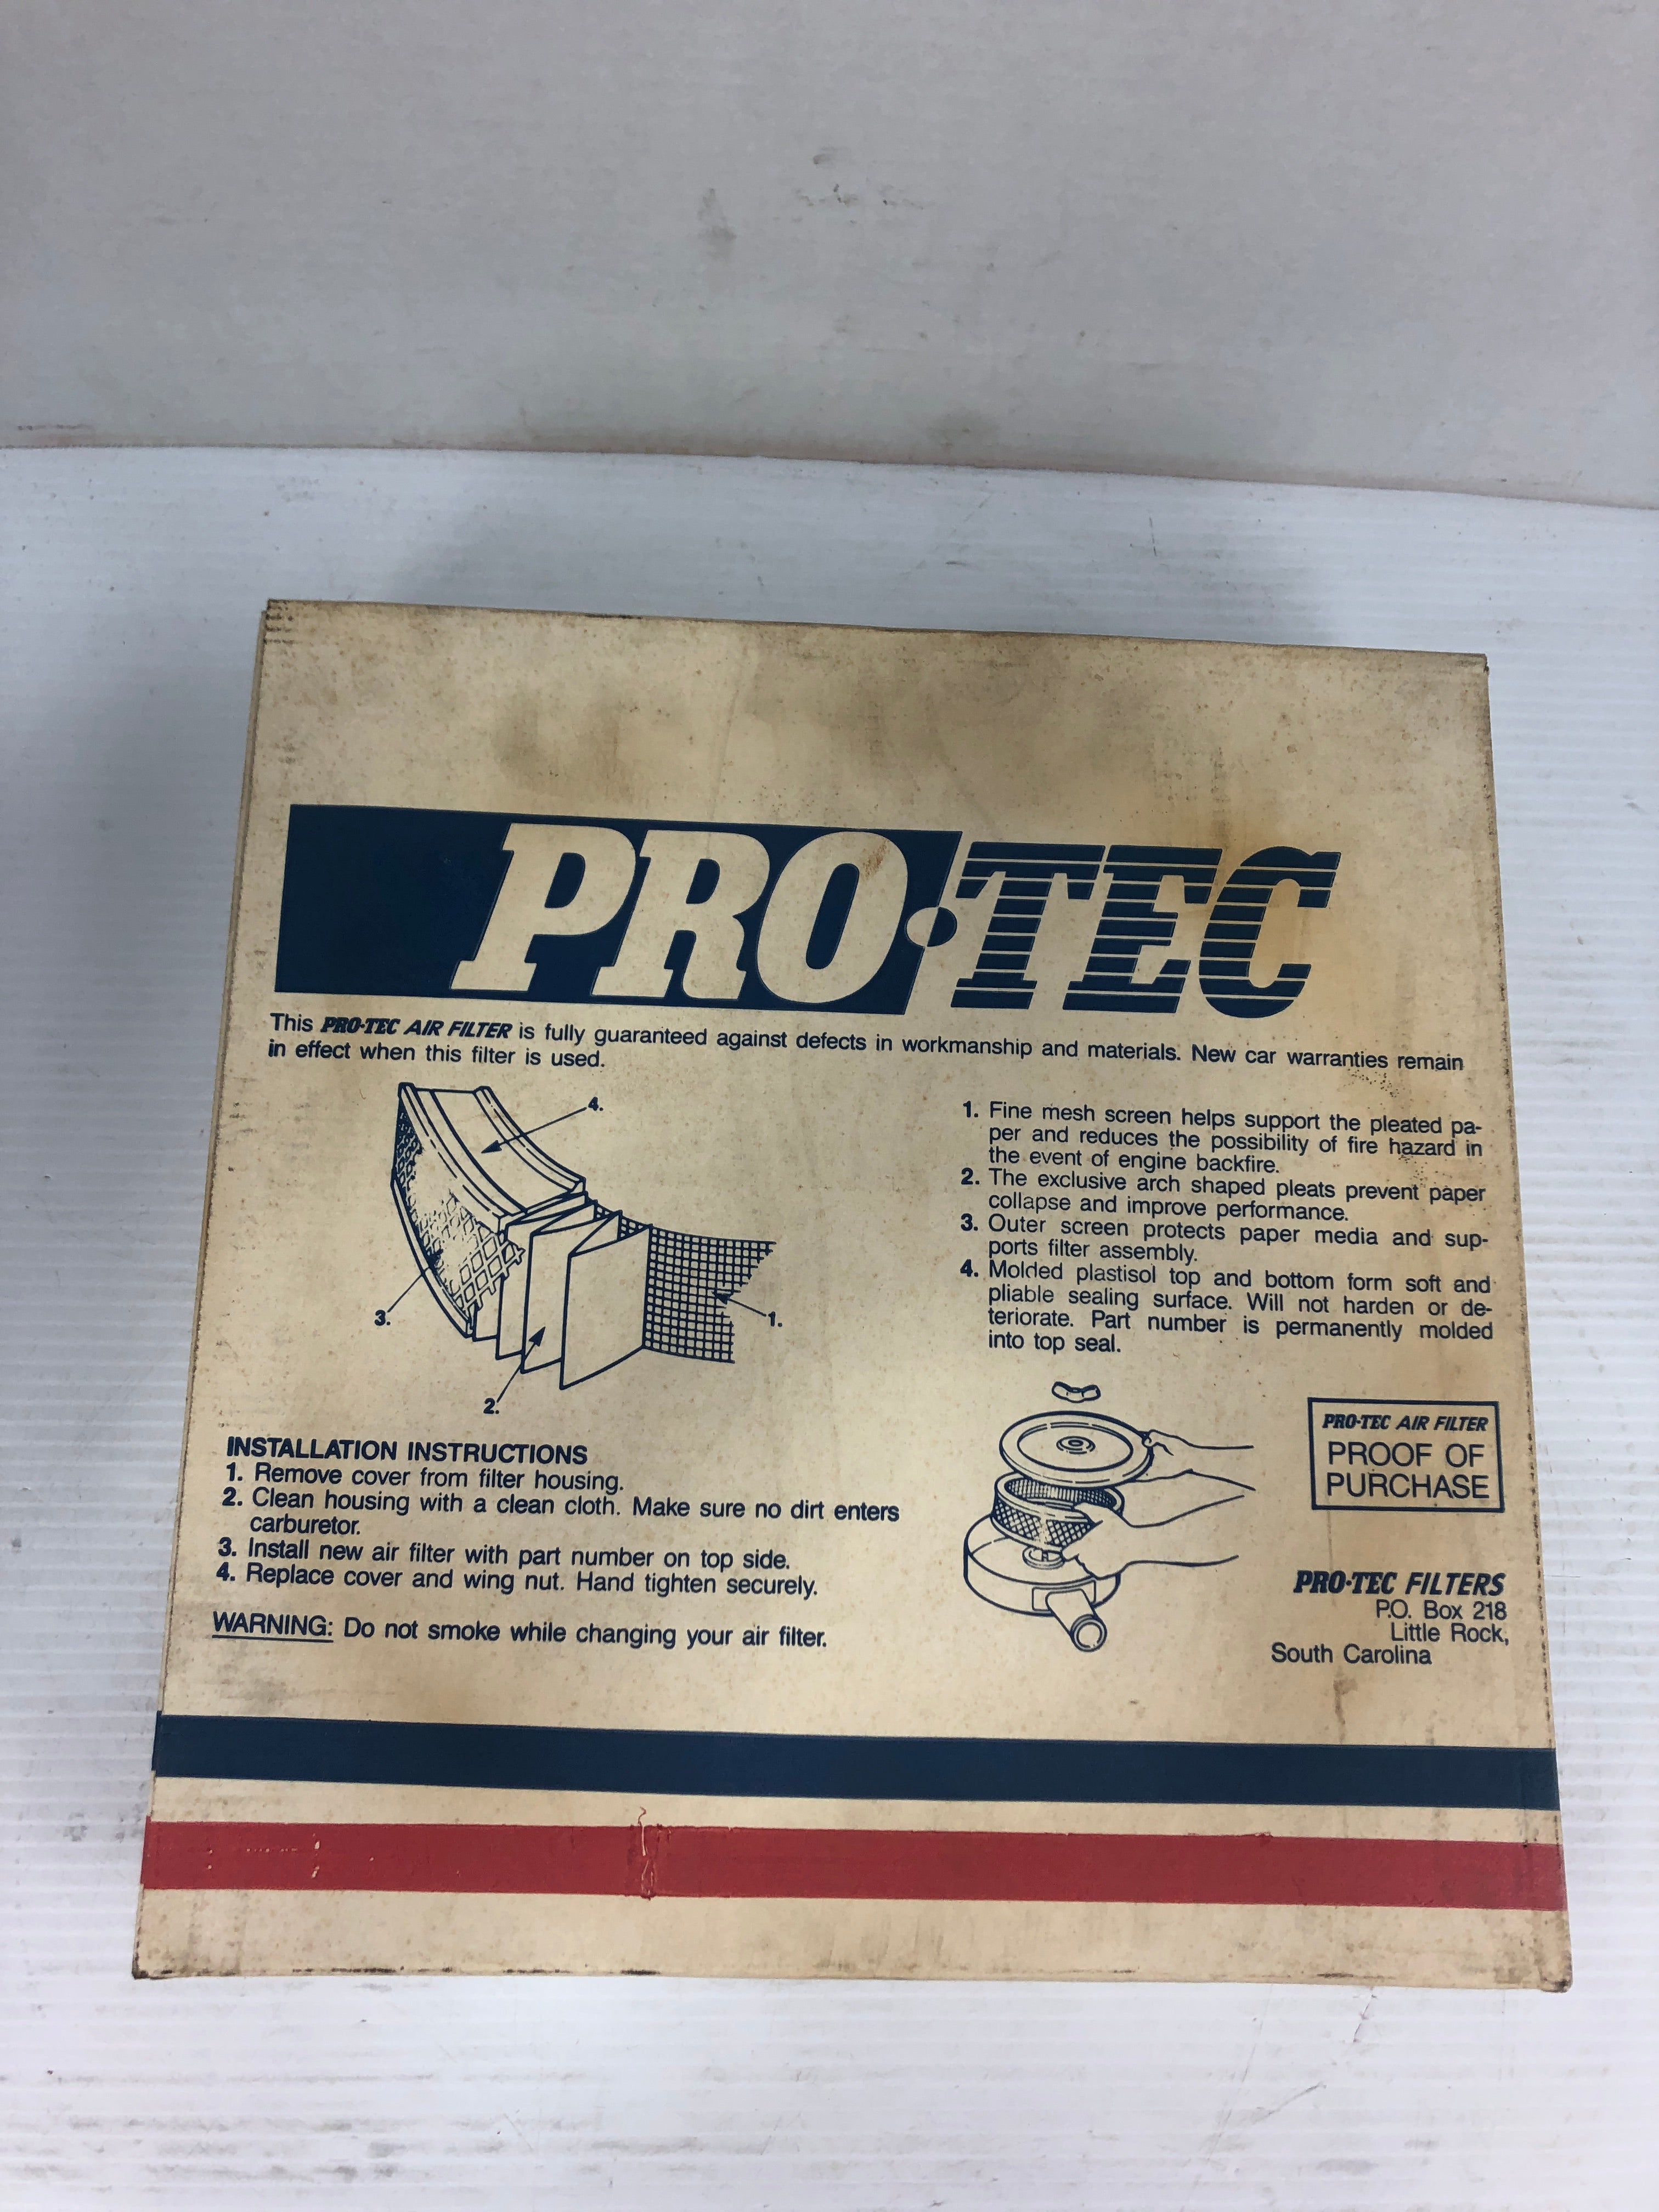 PRO·TEC
This PRO·TEC AIR FILTER is fully guaranteed against defects in workmanship and materials. New car warranties remain
in effect when this filter is used.
4.
3.
1.
2.
1. Fine mesh screen helps support the pleated pa-
per and reduces the possibility of fire hazard in
the event of engine backfire.
2. The exclusive arch shaped pleats prevent paper
collapse and improve performance.
3. Outer screen protects paper media and sup-
ports filter assembly.
4. Molded plastisol top and bottom form soft and
pliable sealing surface. Will not harden or de-
teriorate. Part number is permanently molded
into top seal.
INSTALLATION INSTRUCTIONS
1. Remove cover from filter housing.
2. Clean housing with a clean cloth. Make sure no dirt enters
carburetor.
3. Install new air filter with part number on top side.
4. Replace cover and wing nut. Hand tighten securely.
WARNING: Do not smoke while changing your air filter.
PRO·TEC AIR FILTER
PROOF OF
PURCHASE
PRO·TEC FILTERS
P.O. Box 218
Little Rock,
South Carolina